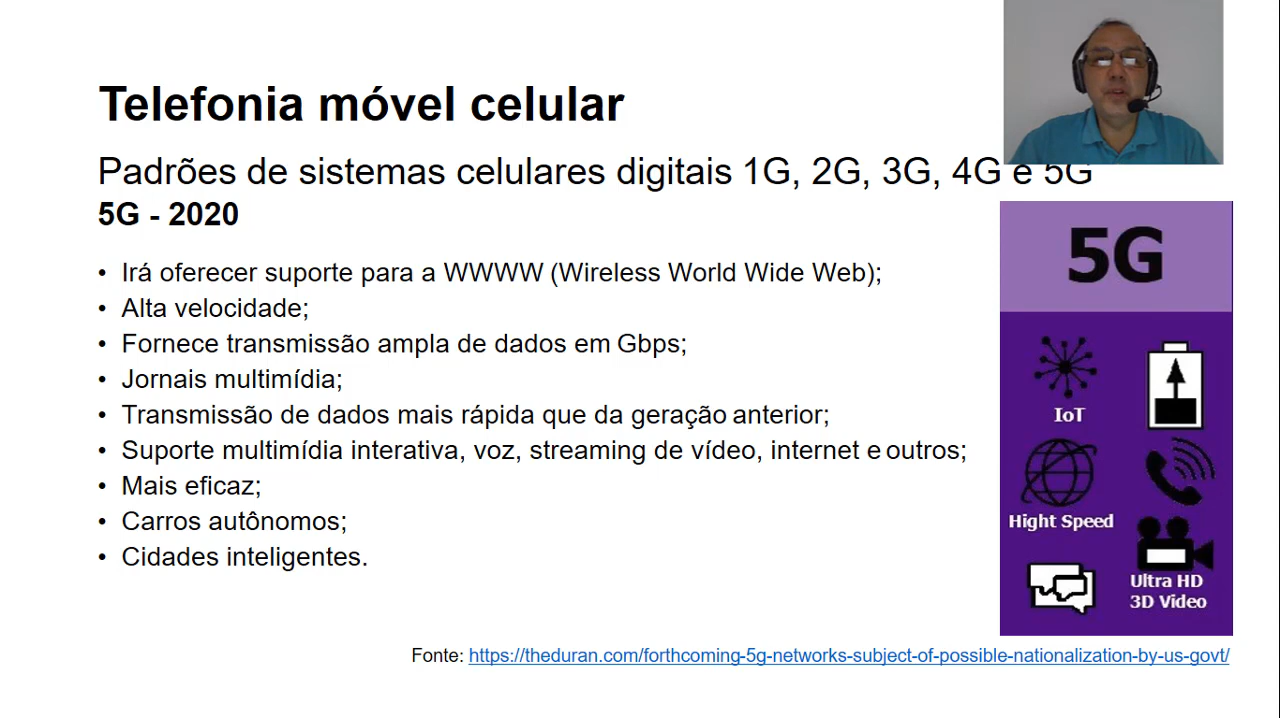 Telefonia móvel celular
Padrões de sistemas celulares digitais 1G, 2G, 3G, 4G e 5G
5G - 2020
• Irá oferecer suporte para a WWWW (Wireless World Wide Web);
• Alta velocidade;
• Fornece transmissão ampla de dados em Gbps;
• Jornais multimídia;
• Transmissão de dados mais rápida que da geração anterior;
• Suporte multimídia interativa, voz, streaming de vídeo, internet e outros;
• Mais eficaz;
• Carros autônomos;
• Cidades inteligentes.
5G
IoT
Hight Speed
Ultra HD
3D Video
Fonte: https://theduran.com/forthcoming-5g-networks-subject-of-possible-nationalization-by-us-govt/